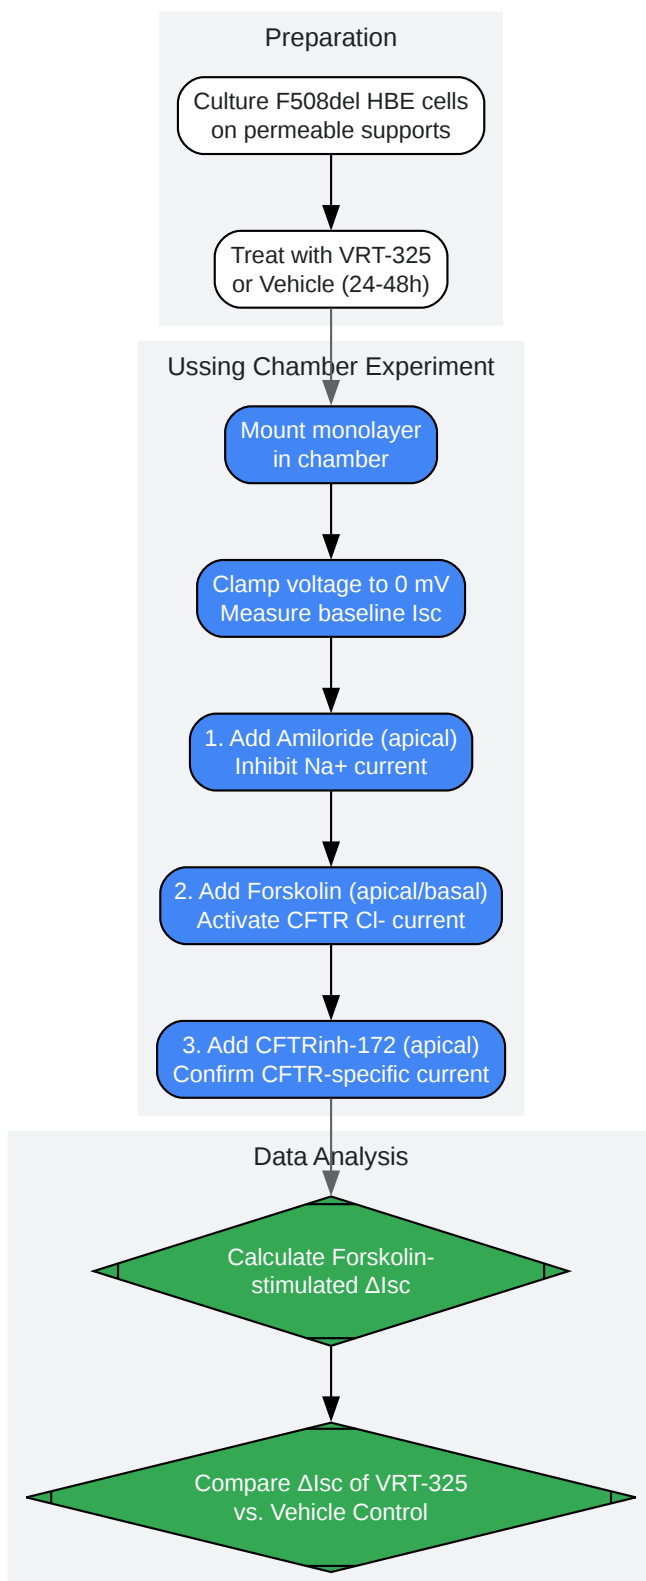 Preparation
Culture F508del HBE cells
on permeable supports
Treat with VRT-325
or Vehicle (24-48h)
Ussing Chamber Experiment
Mount monolayer
in chamber
Clamp voltage to 0 mV
Measure baseline Isc
1. Add Amiloride (apical)
Inhibit Na+ current
2. Add Forskolin (apical/basal)
Activate CFTR Cl- current
3. Add CFTRinh-172 (apical)
Confirm CFTR-specific current
Data Analysis
Calculate Forskolin-
stimulated ΔIsc
Compare ΔIsc of VRT-325
vs. Vehicle Control